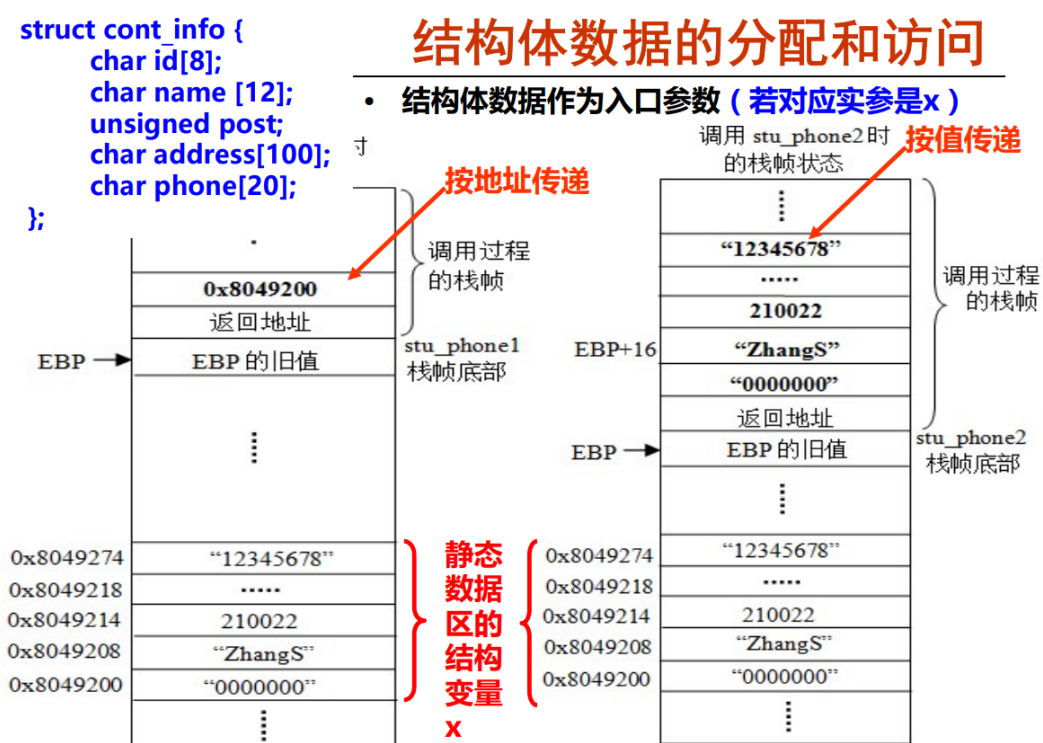 struct cont_info {
char id[8];
char name [12];
unsigned post;
char address[100];
char phone[20];
};
结构体数据的分配和访问
• 结构体数据作为入口参数（若对应实参是x）
时
按地址传递
调用过程
的栈帧
0x8049200
返回地址
EBP
EBP 的旧值
stu_phone1
栈帧底部
0x8049274
“12345678”
0x8049218
0x8049214
210022
0x8049208
“ZhangS”
0x8049200
“0000000”
静态
数据
区的
结构
变量
x
调用 stu_phone2 时
的栈帧状态
按值传递
“12345678”
210022
EBP+16
“ZhangS”
“0000000”
返回地址
调用过程
的栈帧
EBP
EBP 的旧值
stu_phone2
栈帧底部
0x8049274
“12345678”
0x8049218
0x8049214
210022
0x8049208
“ZhangS”
0x8049200
“0000000”